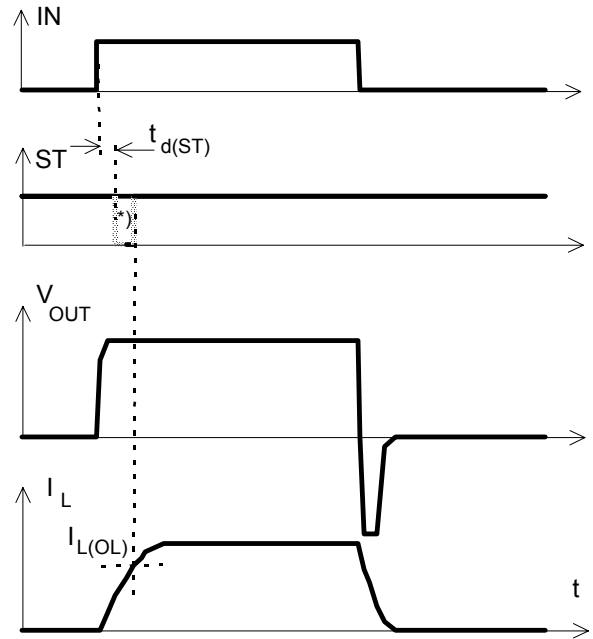 IN
t d(ST)
ST
*)
V OUT
I L
I L(OL)
t